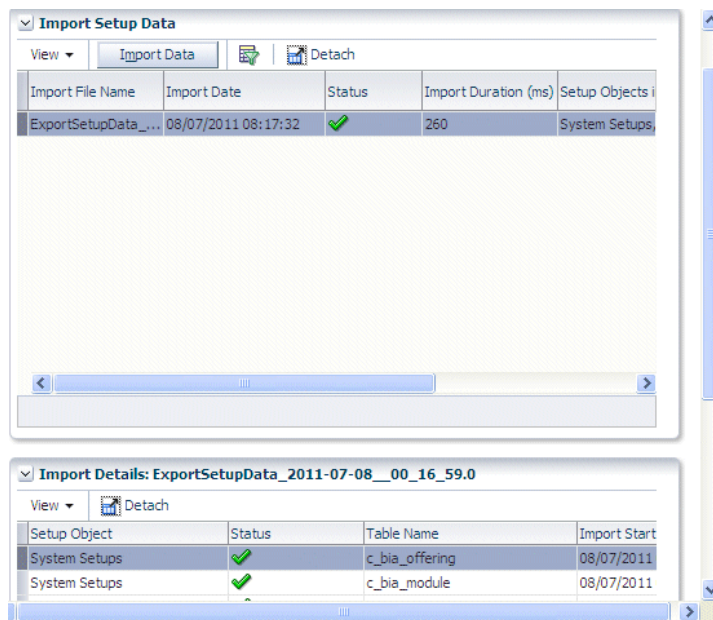 Import Setup Data
View Import Data Detach
Import File Name Import Date Status Import Duration (ms) Setup Objects i
ExportSetupData_... 08/07/2011 08:17:32 260 System Setups,
Import Details: ExportSetupData_2011-07-08__00_16_59.0
View Detach
Setup Object Status Table Name Import Start
System Setups c_bia_offering 08/07/2011
System Setups c_bia_module 08/07/2011